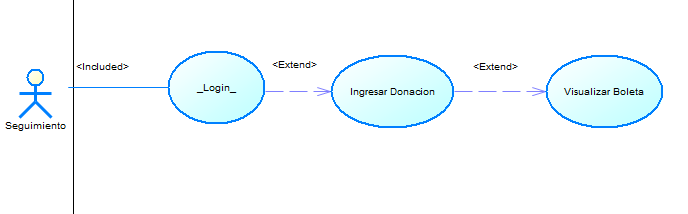 <Included>
<Extend>
<Extend>
_Login_
Ingresar Donacion
Visualizar Boleta
Seguimiento